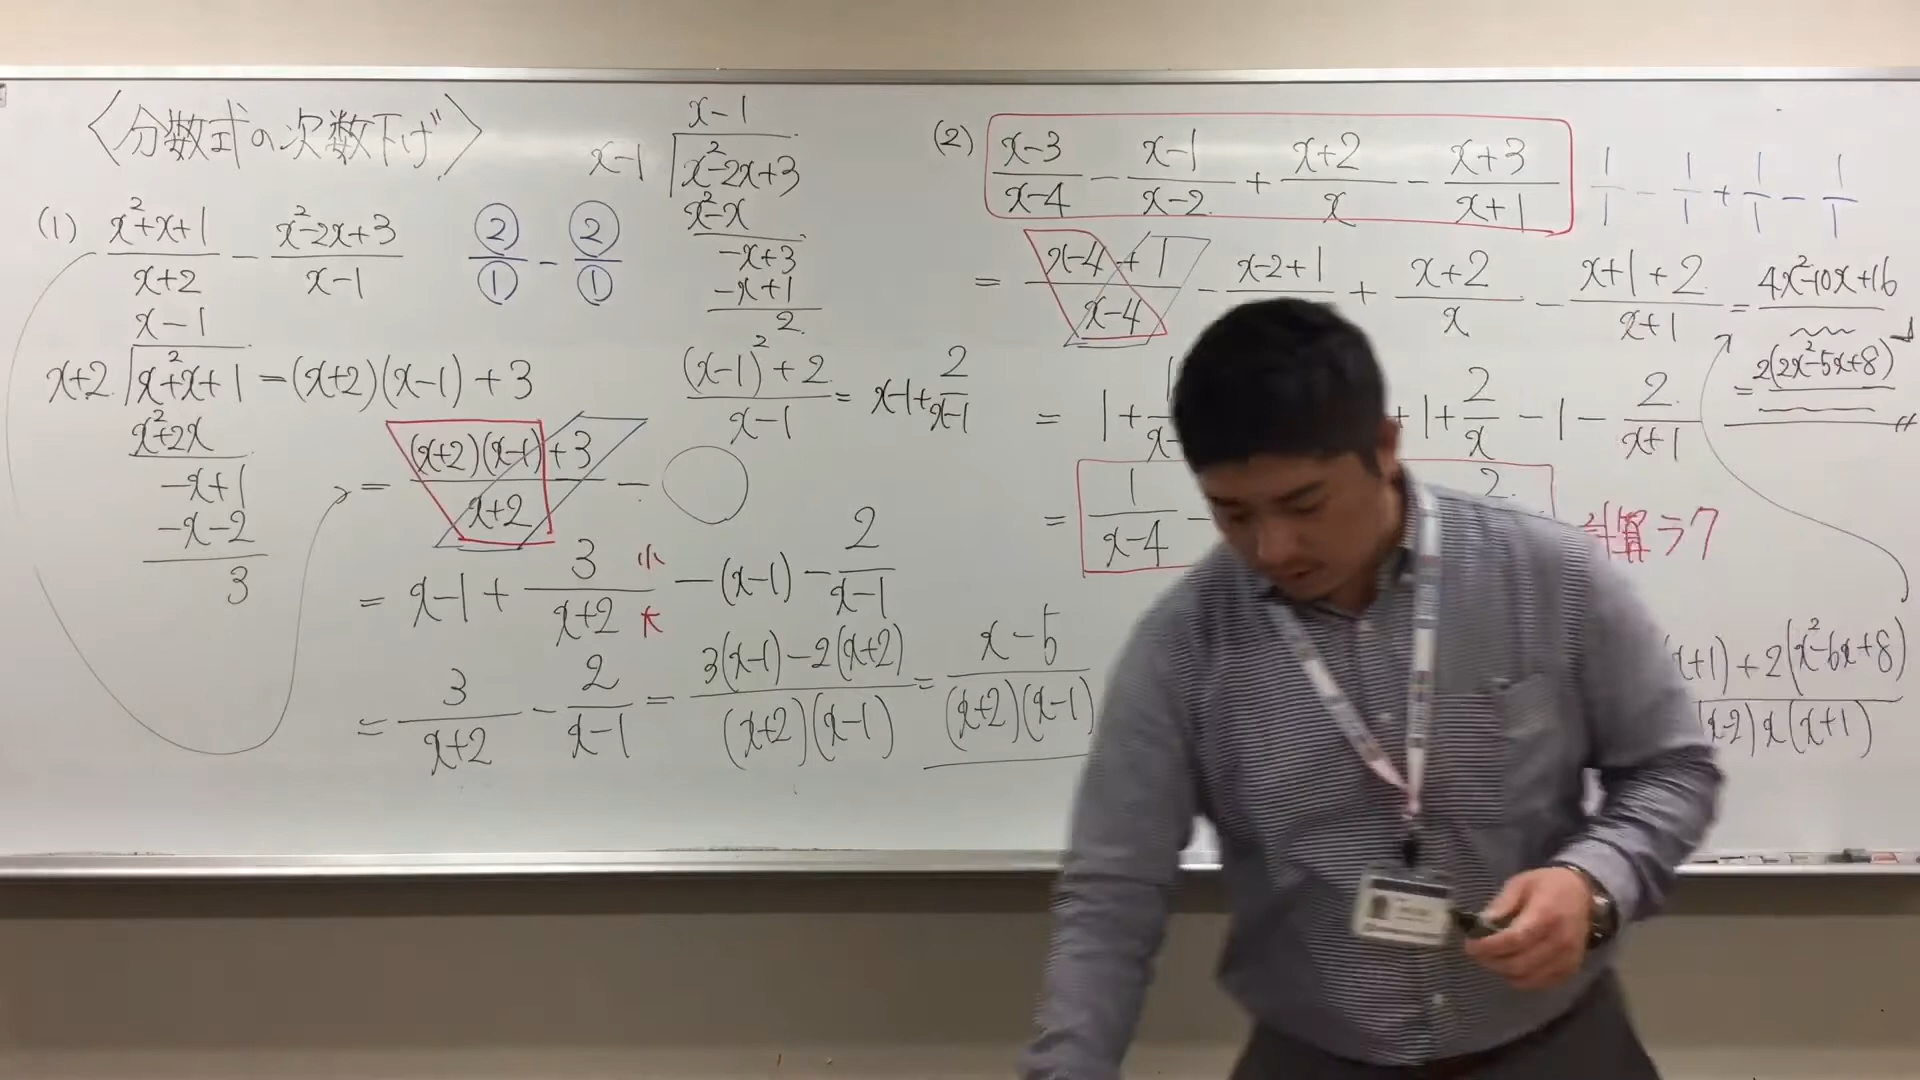 〈分数式の次数下げ〉
(1) (x²+x+1)/(x+2) − (x²−2x+3)/(x−1)
②/① − ②/①
x−1
x+2 ) x²+x+1 = (x+2)(x−1)+3
x²+2x
−x+1
−x−2
3
= ((x+2)(x−1)+3)/(x+2) − ○
= x−1 + 3/(x+2) 小 大 −(x−1) − 2/(x−1)
= 3/(x+2) − 2/(x−1) = (3(x−1)−2(x+2))/((x+2)(x−1)) = (x−5)/((x+2)(x−1))
x−1
x−1 ) x²−2x+3
x²−x
−x+3
−x+1
2
((x−1)²+2)/(x−1) = x−1+2/(x−1)
(2) (x−3)/(x−4) − (x−1)/(x−2) + (x+2)/x − (x+3)/(x+1)
1/1 − 1/1 + 1/1 − 1/1
= (x−4+1)/(x−4) − x−2+1 + (x+2)/x − (x+1+2)/(x+1)
= 1+ +1+2/x −1− 2/(x+1)
= 1/(x−4) − 2
x+1)+2(x²−6x+8)
x−2)x(x+1)
= 4x²−10x+16
= 2(2x²−5x+8)